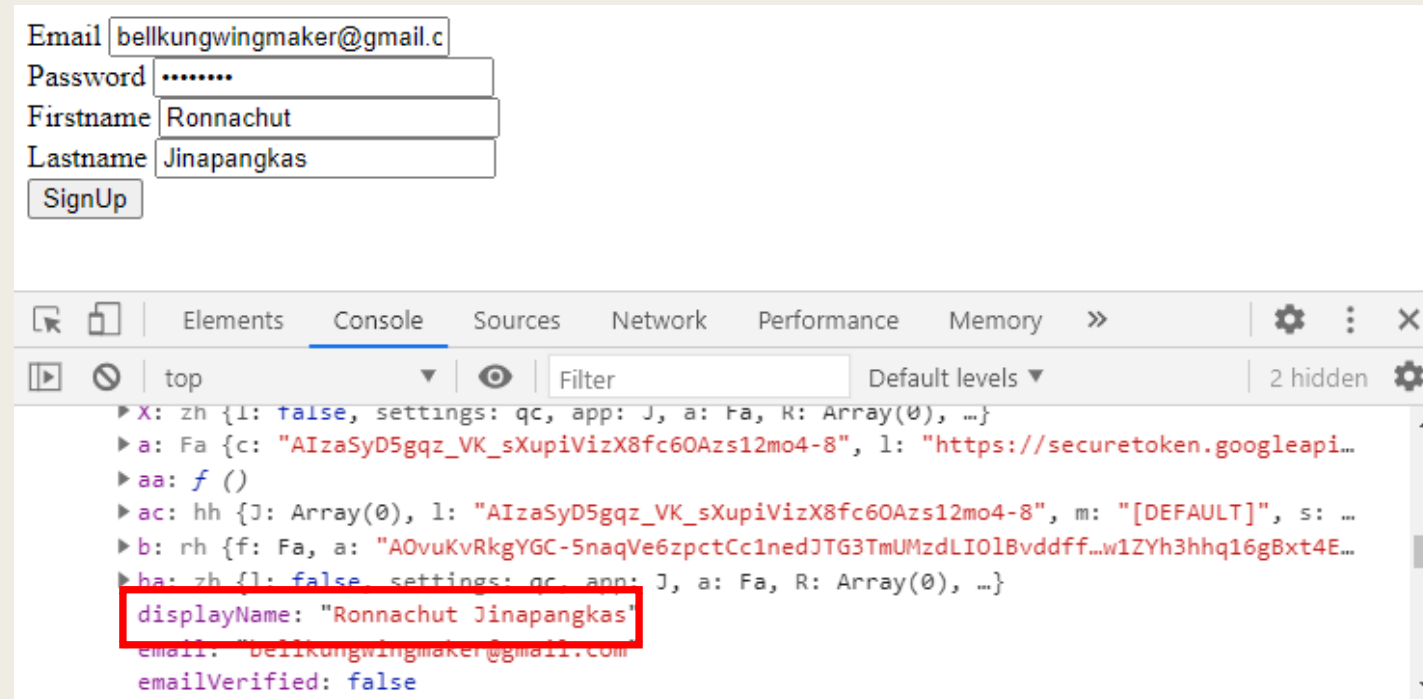 Email bellkungwingmaker@gmail.c
Password ••••••••
Firstname Ronnachut
Lastname Jinapangkas
SignUp
Elements Console Sources Network Performance Memory »
top ▼ Filter Default levels ▼ 2 hidden
▶X: zh {l: false, settings: qc, app: J, a: Fa, R: Array(0), …}
▶a: Fa {c: "AIzaSyD5gqz_VK_sXupiVizX8fc6OAzs12mo4-8", l: "https://securetoken.googleapi…
▶aa: ƒ ()
▶ac: hh {J: Array(0), l: "AIzaSyD5gqz_VK_sXupiVizX8fc6OAzs12mo4-8", m: "[DEFAULT]", s: …
▶b: rh {f: Fa, a: "AOvuKvRkgYGC-5naqVe6zpctCc1nedJTG3TmUMzdLIOlBvddff…w1ZYh3hhq16gBxt4E…
▶ba: zh {l: false, settings: qc, app: J, a: Fa, R: Array(0), …}
displayName: "Ronnachut Jinapangkas"
email: "bellkungwingmaker@gmail.com"
emailVerified: false